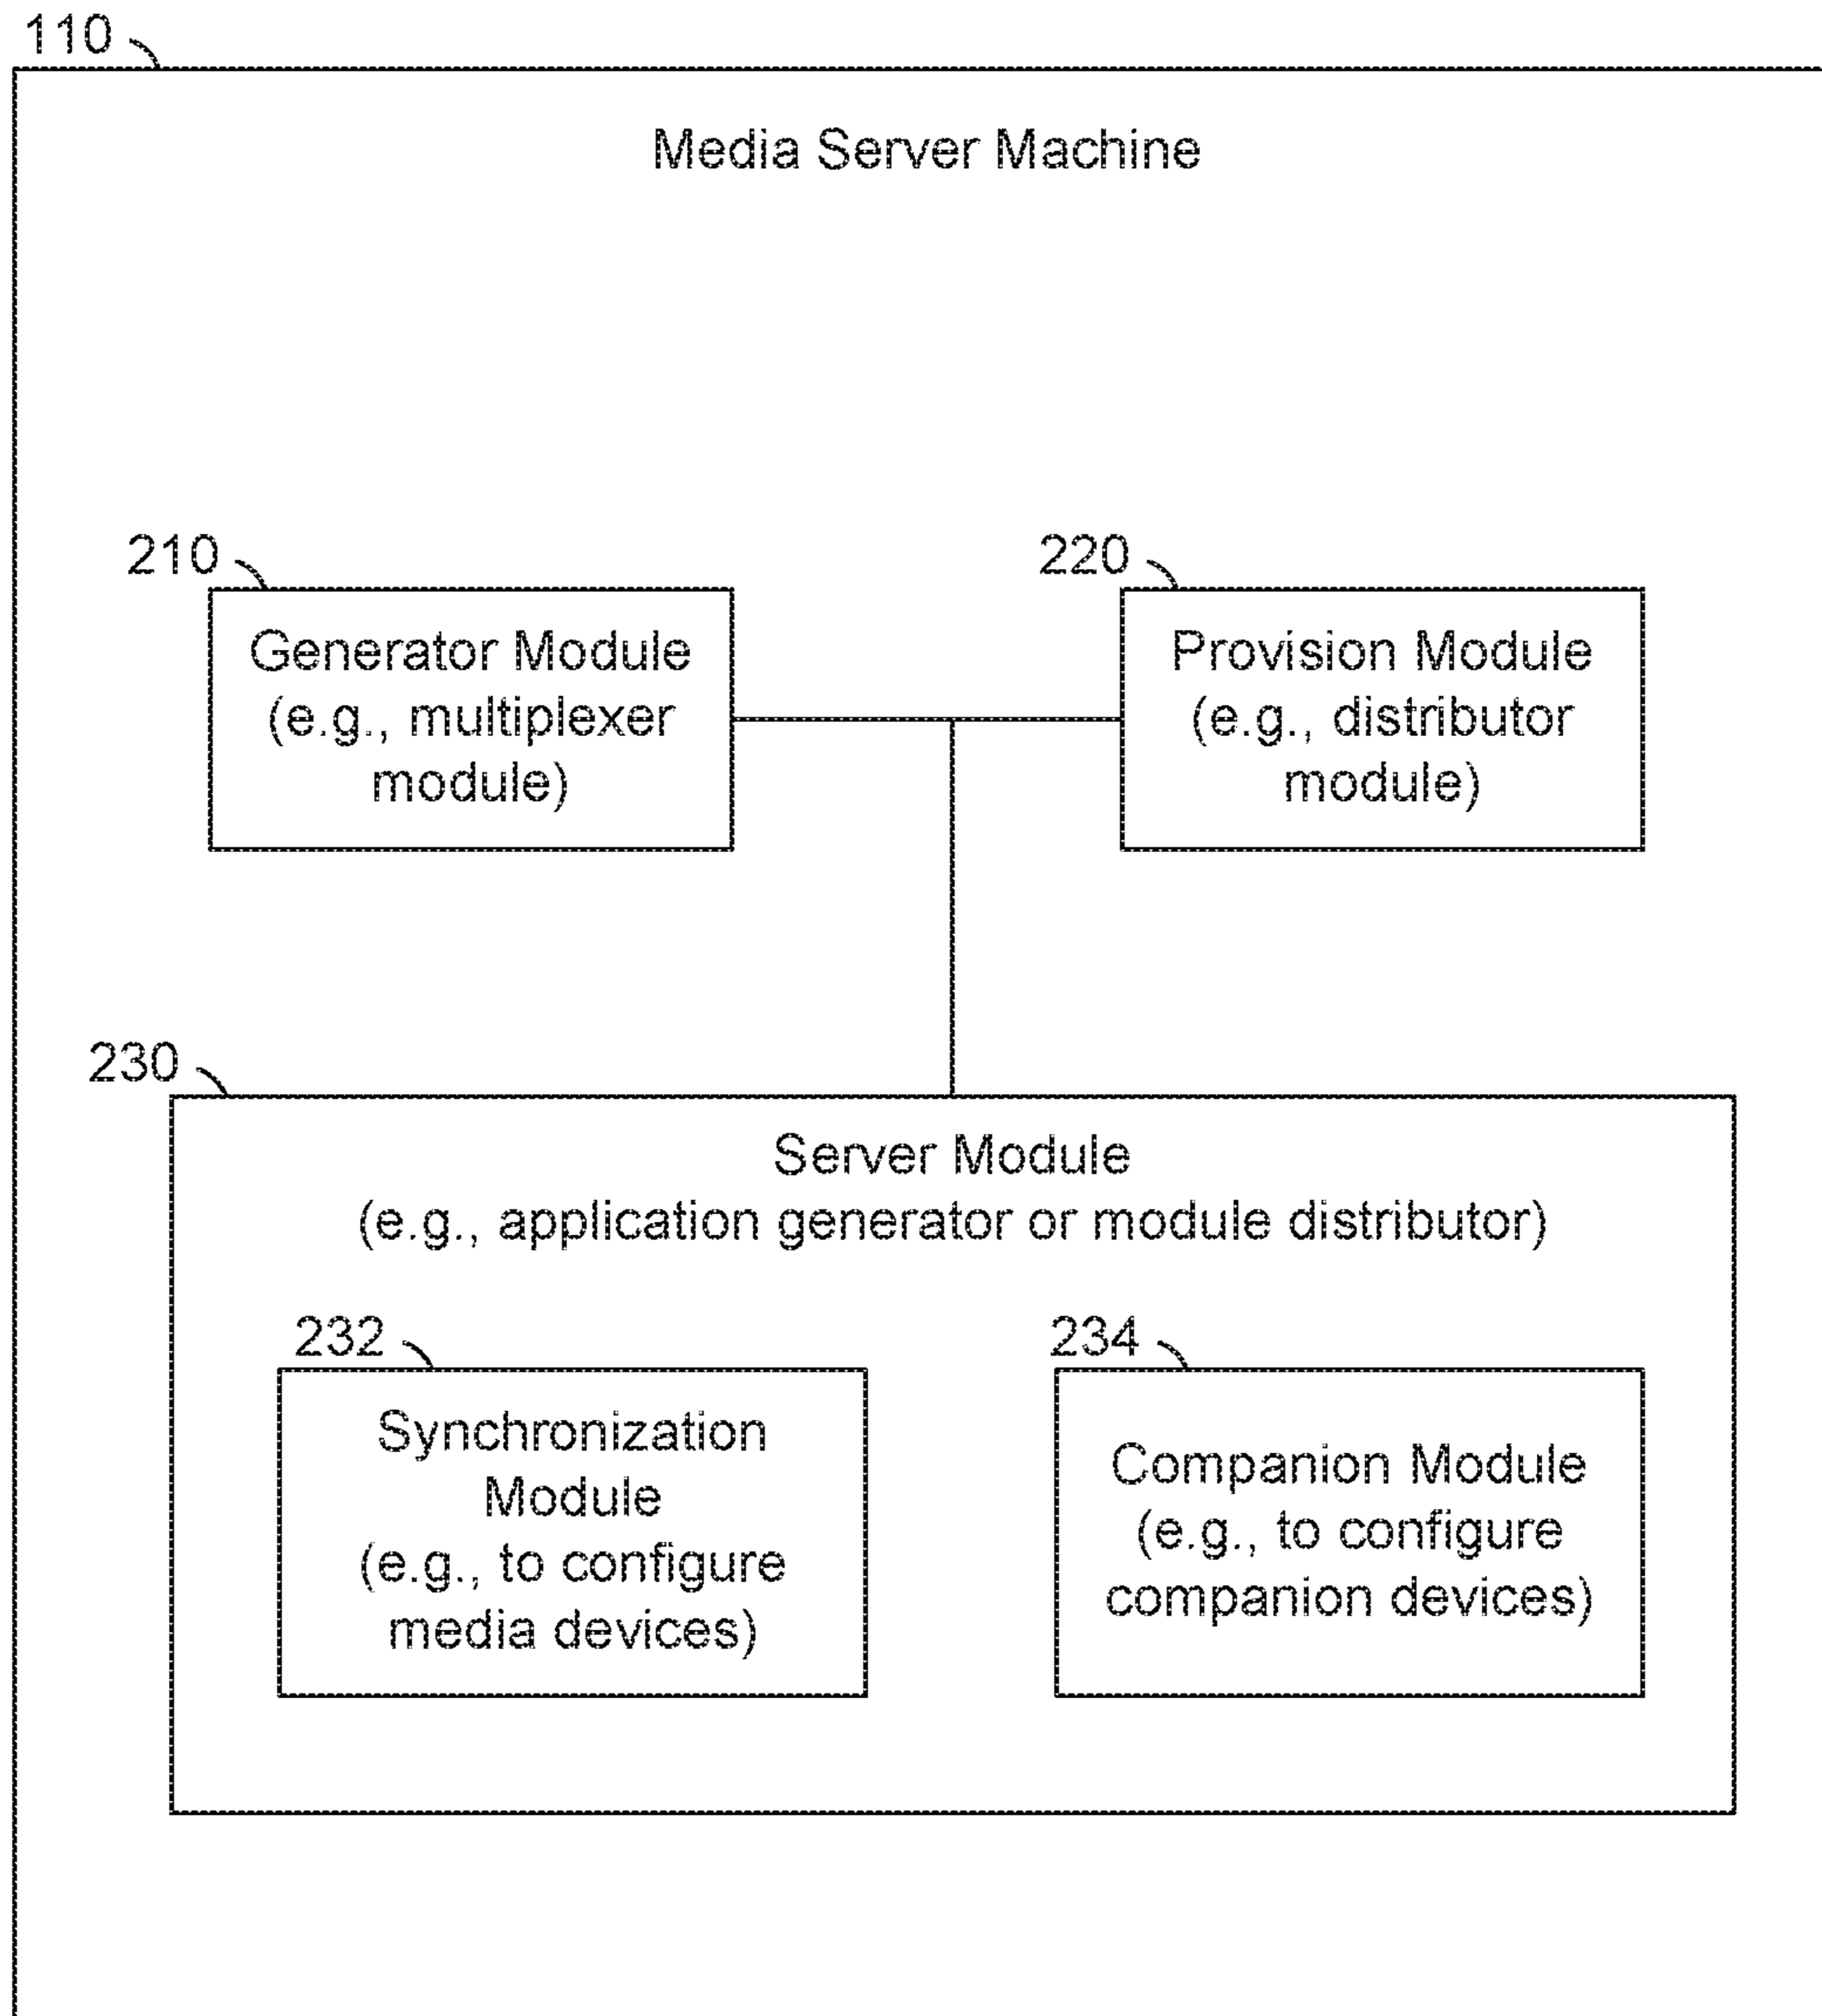 110
Media Server Machine
210
Generator Module
(e.g., multiplexer
module)
220
Provision Module
(e.g., distributor
module)
230
Server Module
(e.g., application generator or module distributor)
232
Synchronization
Module
(e.g., to configure
media devices)
234
Companion Module
(e.g., to configure
companion devices)